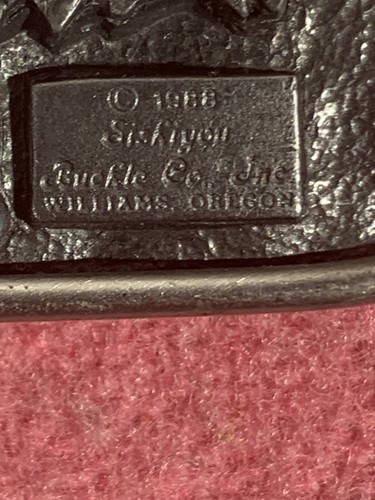 © 1988
Siskiyou
Buckle Co. Inc
WILLIAMS, OREGON